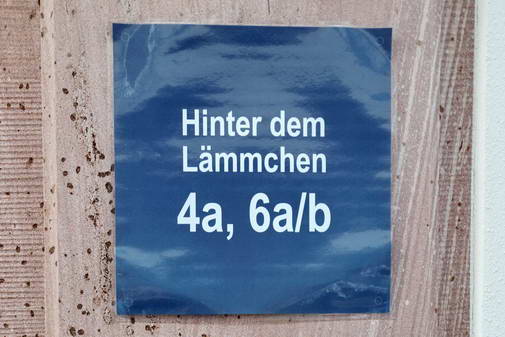 Hinter dem
Lämmchen
4a, 6a/b